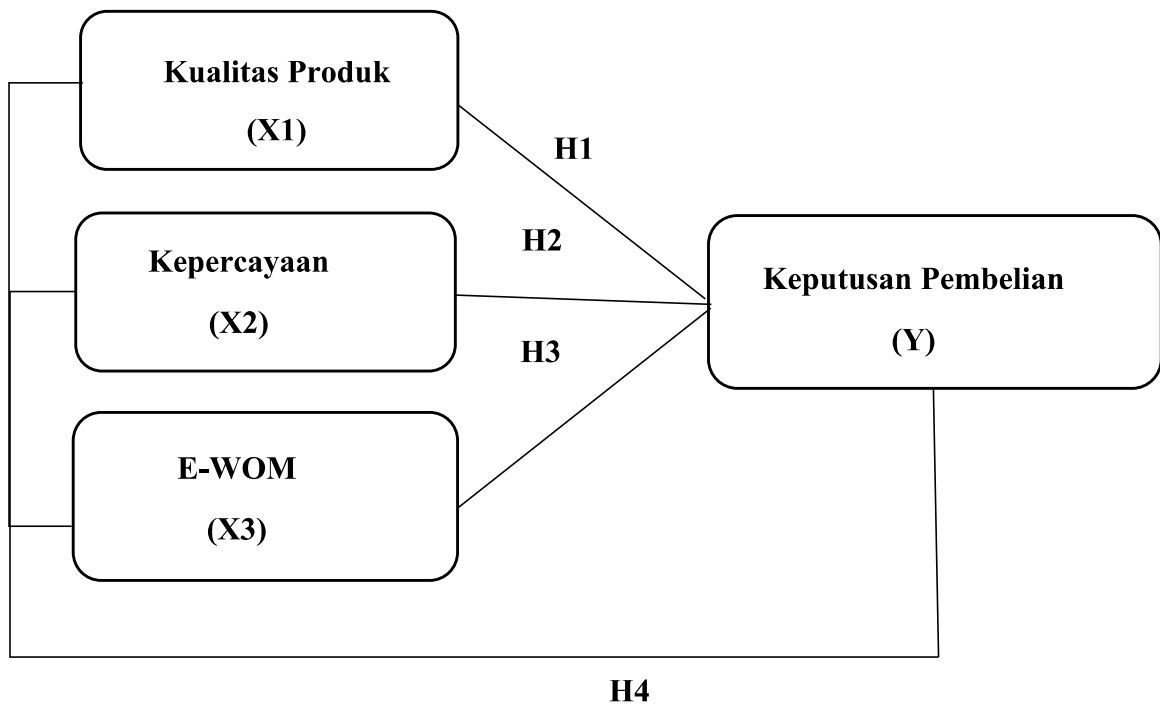 Kualitas Produk
(X1)
H1
Kepercayaan
(X2)
H2
H3
E-WOM
(X3)
Keputusan Pembelian
(Y)
H4